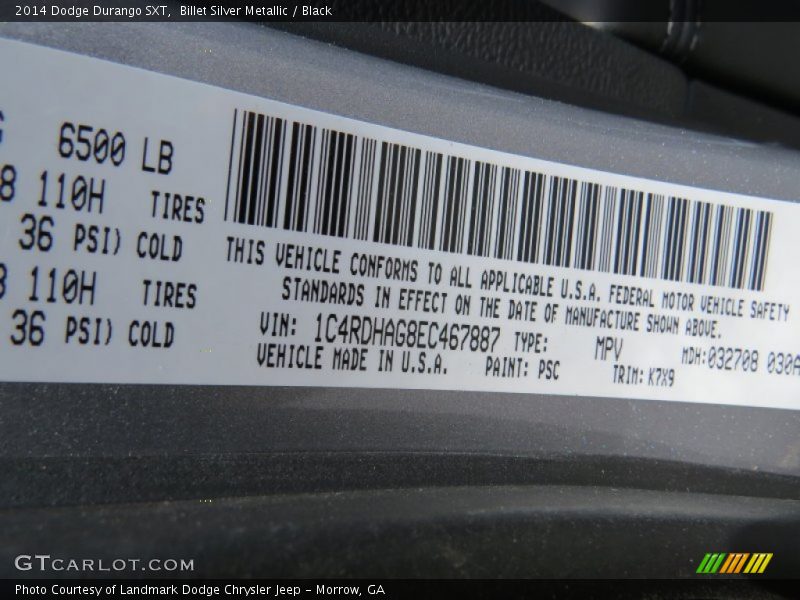 2014 Dodge Durango SXT,  Billet Silver Metallic / Black
6500 LB
8 110H TIRES
36 PSI) COLD
110H TIRES
36 PSI) COLD
THIS VEHICLE CONFORMS TO ALL APPLICABLE U.S.A. FEDERAL MOTOR VEHICLE SAFETY
STANDARDS IN EFFECT ON THE DATE OF MANUFACTURE SHOWN ABOVE.
VIN: 1C4RDHAG8EC467887 TYPE: MPV MDH:032708 030A
VEHICLE MADE IN U.S.A. PAINT: PSC TRIM: K7X9
GTCARLOT.COM
Photo Courtesy of Landmark Dodge Chrysler Jeep - Morrow, GA